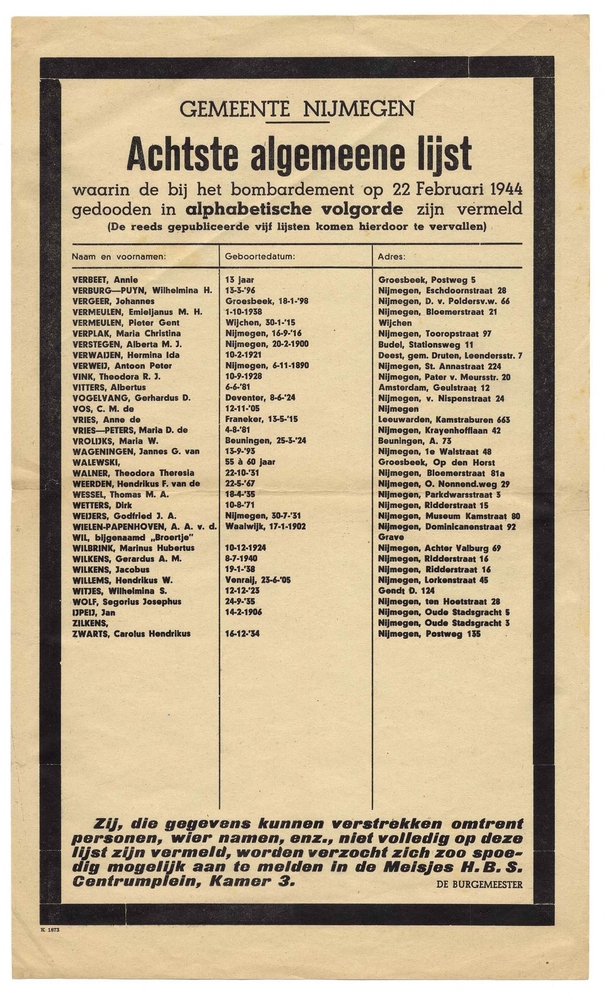 GEMEENTE NIJMEGEN
Achtste algemeene lijst
waarin de bij het bombardement op 22 Februari 1944
gedooden in alphabetische volgorde zijn vermeld
(De reeds gepubliceerde vijf lijsten komen hierdoor te vervallen)
Naam en voornamen: Geboortedatum: Adres:
VERBEET, Annie 13 jaar Groesbeek, Postweg 5
VERBURG—PUYN, Wilhelmina H. 13-3-'96 Nijmegen, Eschdoornstraat 28
VERGEER, Johannes Groesbeek, 18-1-'98 Nijmegen, D. v. Poldersv.w. 66
VERMEULEN, Emieljanus M. H. 1-10-1938 Nijmegen, Bloemerstraat 21
VERMEULEN, Pieter Gent Wijchen, 30-1-'15 Wijchen
VERPLAK, Maria Christina Nijmegen, 16-9-'16 Nijmegen, Tooropstraat 97
VERSTEGEN, Alberta M. J. Nijmegen, 20-2-1900 Budel, Stationsweg 11
VERWAIJEN, Hermina Ida 10-2-1921 Deest, gem. Druten, Leendersstr. 7
VERWEIJ, Antoon Peter Nijmegen, 6-11-1890 Nijmegen, St. Annastraat 224
VINK, Theodora R. J. 10-9-1928 Nijmegen, Pater v. Meursstr. 20
VITTERS, Albertus 6-6-'81 Amsterdam, Geulstraat 12
VOGELVANG, Gerhardus D. Deventer, 8-6-'24 Nijmegen, v. Nispenstraat 24
VOS, C. M. de 12-11-'05 Nijmegen
VRIES, Anne de Franeker, 13-5-'15 Leeuwarden, Kamstraburen 663
VRIES—PETERS, Maria D. de 4-8-'81 Nijmegen, Krayenhofflaan 42
VROLIJKS, Maria W. Beuningen, 25-3-'24 Beuningen, A. 73
WAGENINGEN, Jannes G. van 13-9-'93 Nijmegen, 1e Walstraat 48
WALEWSKI, 55 à 60 jaar Groesbeek, Op den Horst
WALNER, Theodora Theresia 22-10-'31 Nijmegen, Bloemerstraat 81a
WEERDEN, Hendrikus F. van de 22-5-'67 Nijmegen, O. Nonnend.weg 29
WESSEL, Thomas M. A. 18-4-'35 Nijmegen, Parkdwarsstraat 3
WETTERS, Dirk 10-8-'71 Nijmegen, Ridderstraat 15
WEIJERS, Godfried J. A. Nijmegen, 30-7-'31 Nijmegen, Museum Kamstraat 80
WIELEN-PAPENHOVEN, A. A. v. d. Waalwijk, 17-1-1902 Nijmegen, Dominicanenstraat 92
WIL, bijgenaamd „Broertje” Grave
WILBRINK, Marinus Hubertus 10-12-1924 Nijmegen, Achter Valburg 69
WILKENS, Gerardus A. M. 8-7-1940 Nijmegen, Ridderstraat 16
WILKENS, Jacobus 19-1-'38 Nijmegen, Ridderstraat 16
WILLEMS, Hendrikus W. Venraij, 23-6-'05 Nijmegen, Lorkenstraat 45
WITJES, Wilhelmina S. 12-12-'23 Gendt D. 124
WOLF, Segorius Josephus 24-9-'35 Nijmegen, ten Hoetstraat 28
IJPEIJ, Jan 14-2-1906 Nijmegen, Oude Stadsgracht 5
ZILKENS, Nijmegen, Oude Stadsgracht 3
ZWARTS, Carolus Hendrikus 16-12-'34 Nijmegen, Postweg 135
Zij, die gegevens kunnen verstrekken omtrent
personen, wier namen, enz., niet volledig op deze
lijst zijn vermeld, worden verzocht zich zoo spoe-
dig mogelijk aan te melden in de Meisjes H. B. S.
Centrumplein, Kamer 3. DE BURGEMEESTER
K 1873